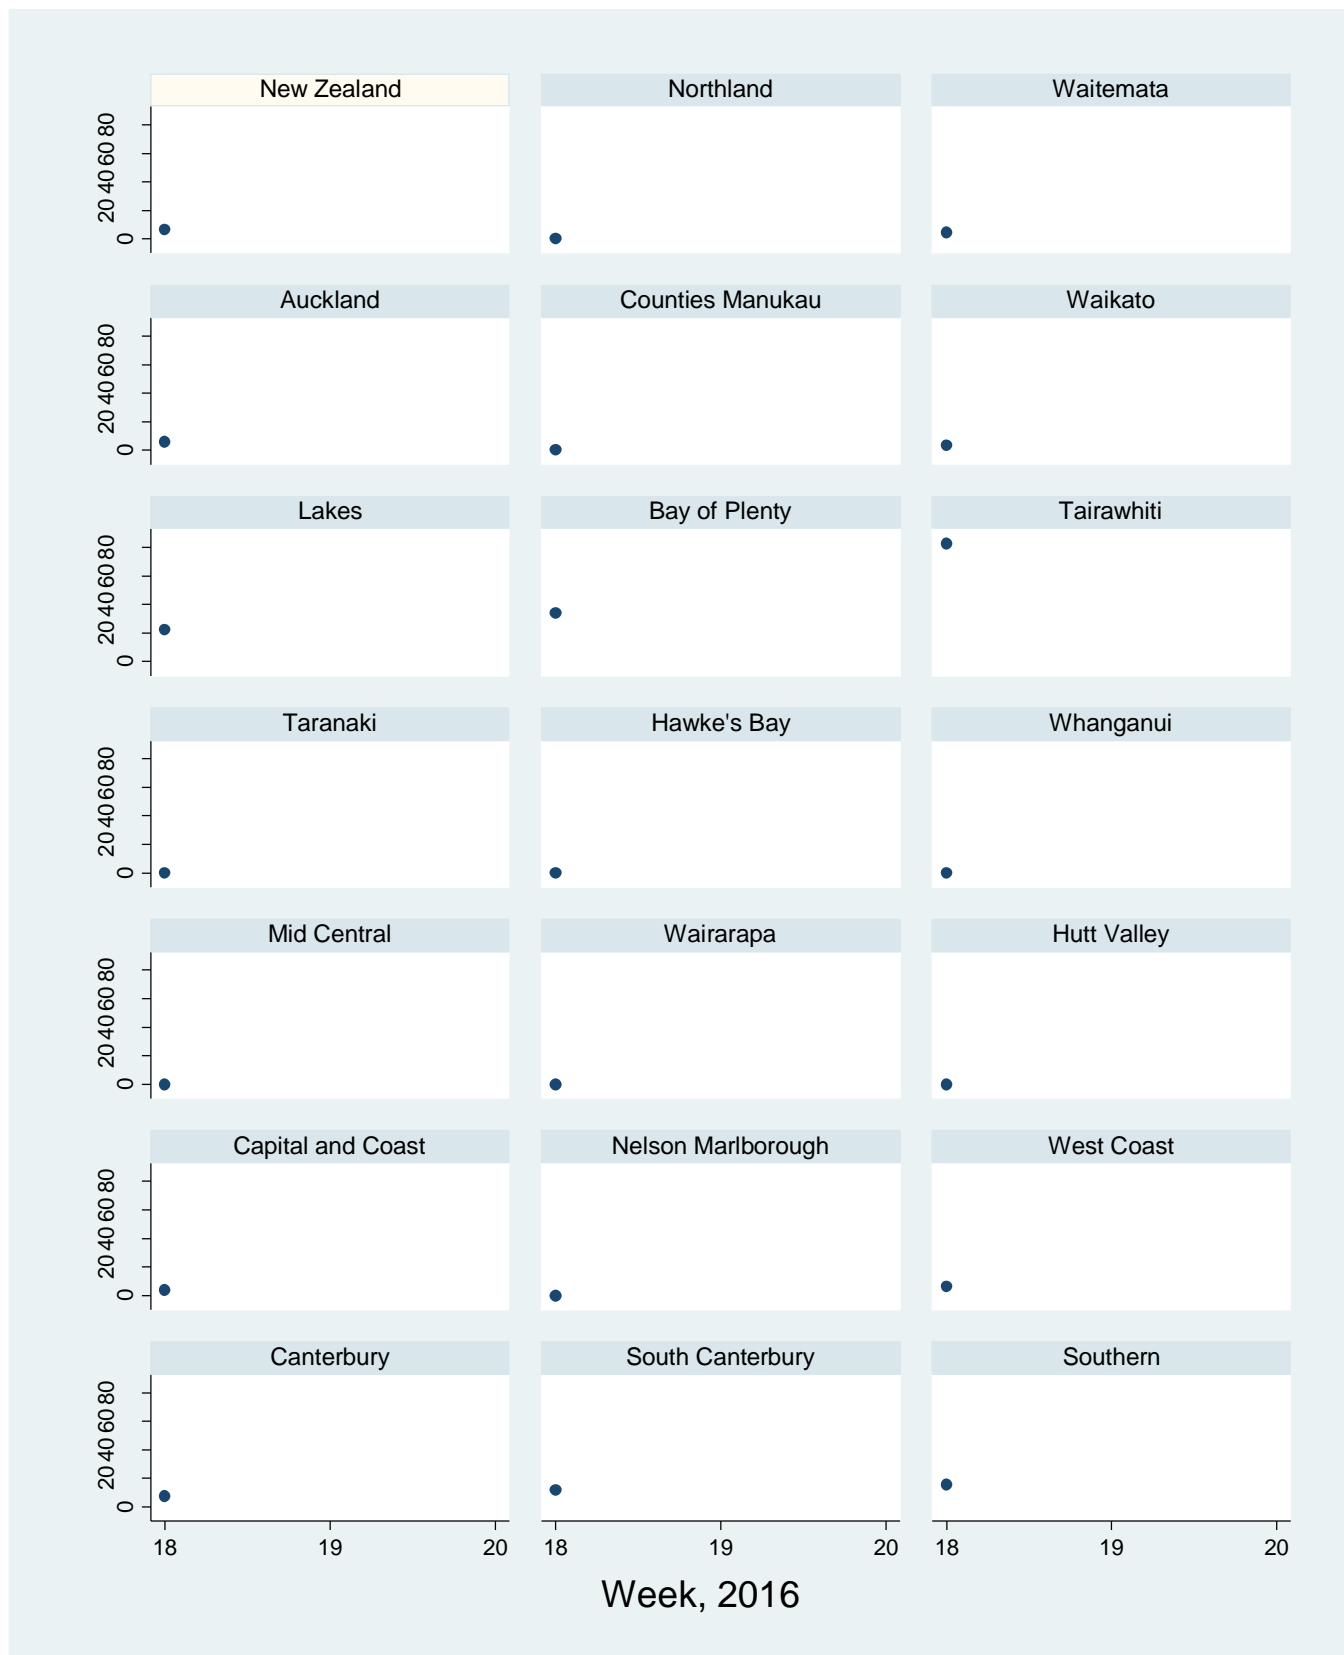 New Zealand Northland Waitemata
0 20 40 60 80
Auckland Counties Manukau Waikato
0 20 40 60 80
Lakes Bay of Plenty Tairawhiti
0 20 40 60 80
Taranaki Hawke's Bay Whanganui
0 20 40 60 80
Mid Central Wairarapa Hutt Valley
0 20 40 60 80
Capital and Coast Nelson Marlborough West Coast
0 20 40 60 80
Canterbury South Canterbury Southern
0 20 40 60 80
18 19 20 18 19 20 18 19 20
Week, 2016